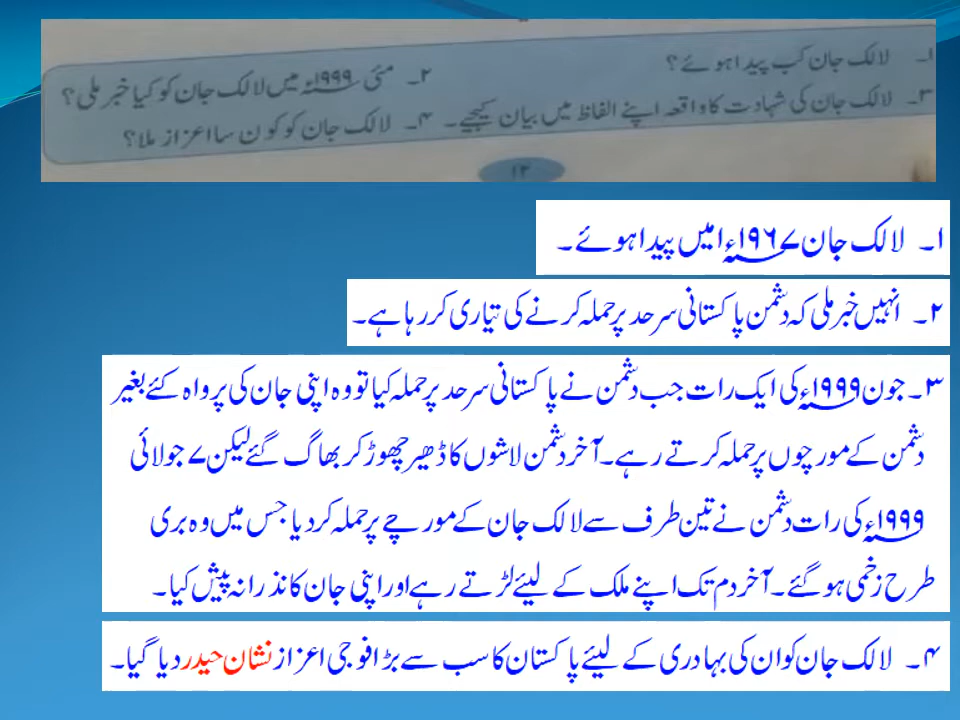 ۱۔ لالک جان کب پیدا ہوئے؟ ۲۔ مئی ۱۹۹۹ میں لالک جان کو کیا خبر ملی؟
۳۔ لالک جان کی شہادت کا واقعہ اپنے الفاظ میں بیان کیجیے۔ ۴۔ لالک جان کو کون سا اعزاز ملا؟
۱۳
۱۔ لالک جان ۱۹۶۷ء میں پیدا ہوئے۔
۲۔ انہیں خبر ملی کہ دشمن پاکستانی سرحد پر حملہ کرنے کی تیاری کر رہا ہے۔
۳۔ جون ۱۹۹۹ء کی ایک رات جب دشمن نے پاکستانی سرحد پر حملہ کیا تو وہ اپنی جان کی پرواہ کئے بغیر
دشمن کے مورچوں پر حملہ کرتے رہے۔ آخر دشمن لاشوں کا ڈھیر چھوڑ کر بھاگ گئے لیکن ۷ جولائی
۱۹۹۹ء کی رات دشمن نے تین طرف سے لالک جان کے مورچے پر حملہ کر دیا جس میں وہ بری
طرح زخمی ہو گئے۔ آخر دم تک اپنے ملک کے لیئے لڑتے رہے اور اپنی جان کا نذرانہ پیش کیا۔
۴۔ لالک جان کو ان کی بہادری کے لیئے پاکستان کا سب سے بڑا فوجی اعزاز نشان حیدر دیا گیا۔